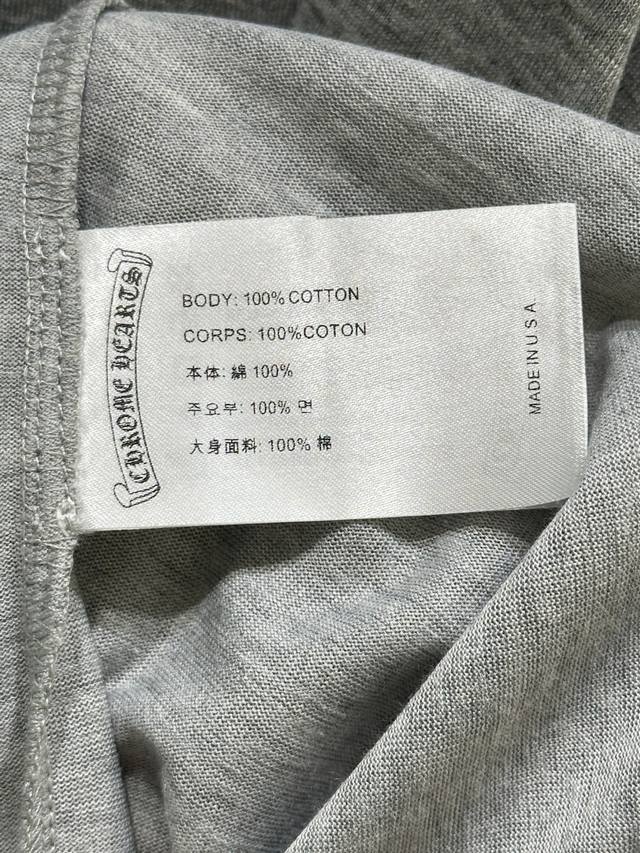 CHROME HEARTS
BODY: 100% COTTON
CORPS: 100%COTON
本体: 綿 100%
주요부: 100% 면
大身面料: 100% 棉
MADE IN U S A